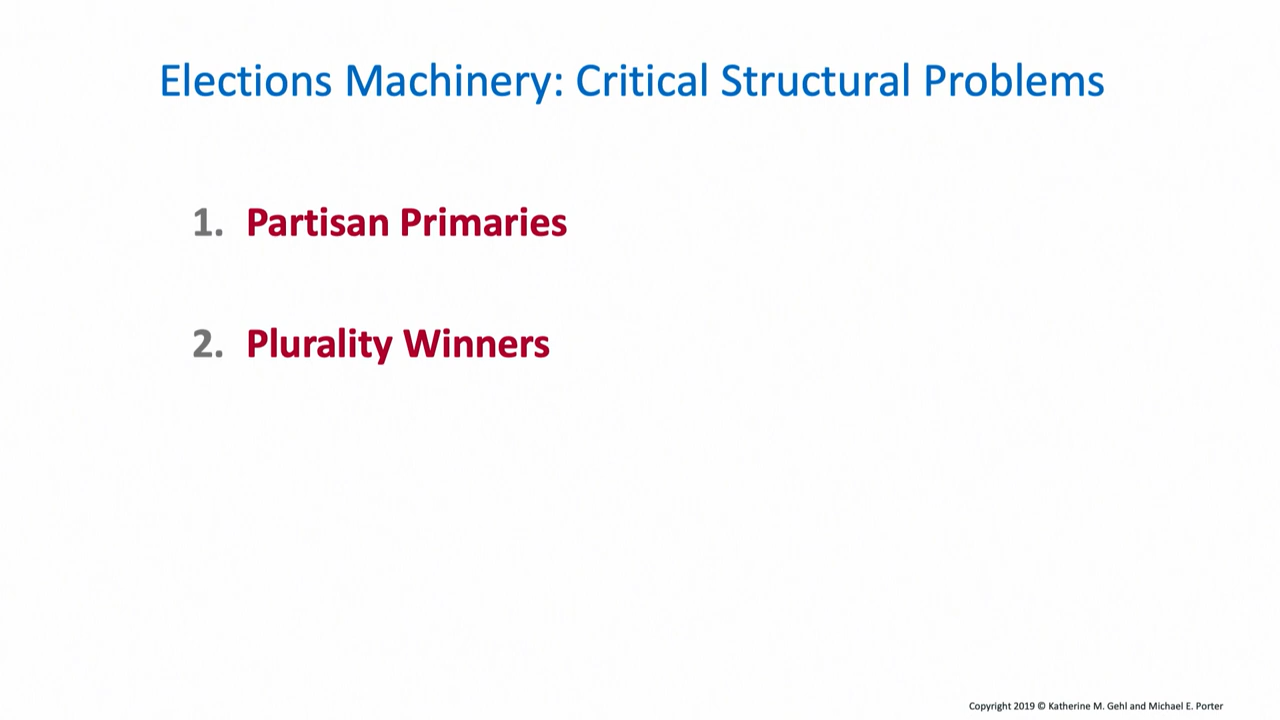 Elections Machinery: Critical Structural Problems
1. Partisan Primaries
2. Plurality Winners
Copyright 2019 © Katherine M. Gehl and Michael E. Porter